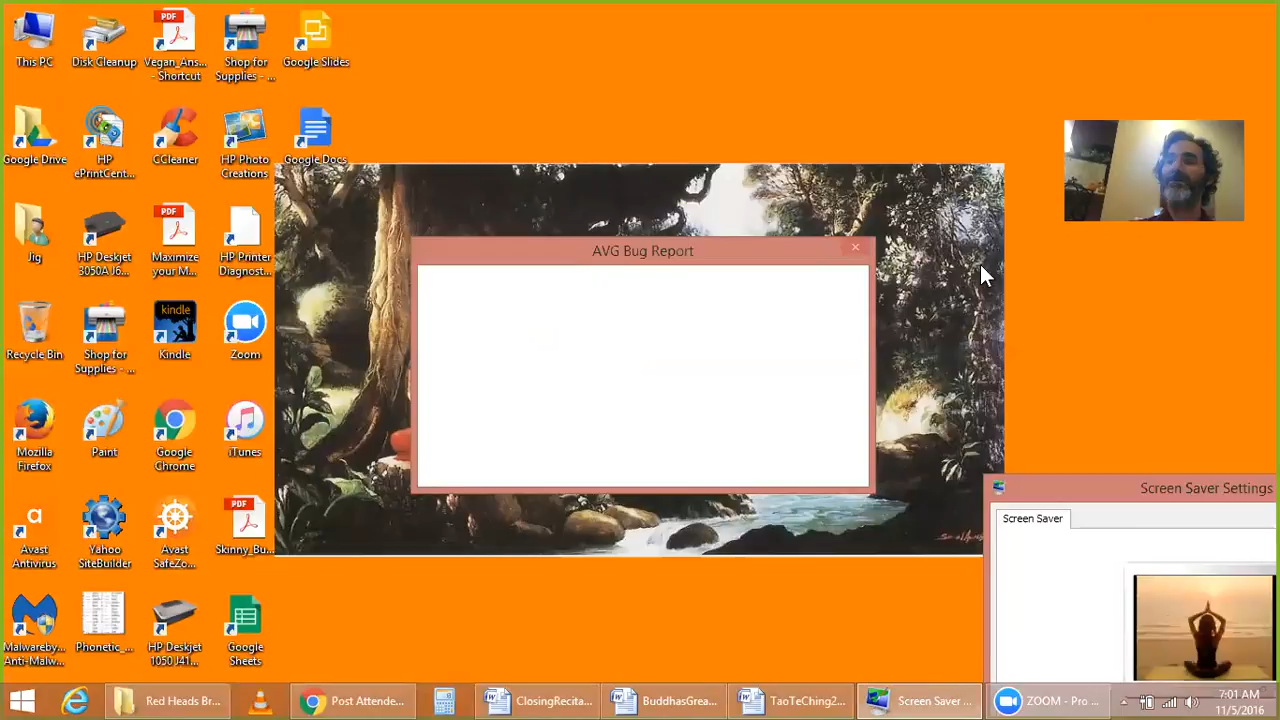 This PC
Disk Cleanup
PDF
Vegan_Ans...
- Shortcut
Shop for
Supplies - ...
Google Slides
Google Drive
HP
ePrintCent...
CCleaner
HP Photo
Creations
Google Docs
Jig
HP Deskjet
3050A J6...
PDF
Maximize
your M...
HP Printer
Diagnost...
Recycle Bin
Shop for
Supplies - ...
kindle
Kindle
Zoom
Mozilla
Firefox
Paint
Google
Chrome
iTunes
a
Avast
Antivirus
Yahoo
SiteBuilder
Avast
SafeZo...
PDF
Skinny_Bu...
Malwareby...
Anti-Malw...
Phonetic_...
HP Deskjet
1050 J41...
Google
Sheets
AVG Bug Report
Screen Saver Settings
Screen Saver
Red Heads Br...
Post Attende...
ClosingRecita...
BuddhasGrea...
TaoTeChing2...
Screen Saver ...
ZOOM - Pro ...
7:01 AM
11/5/2016